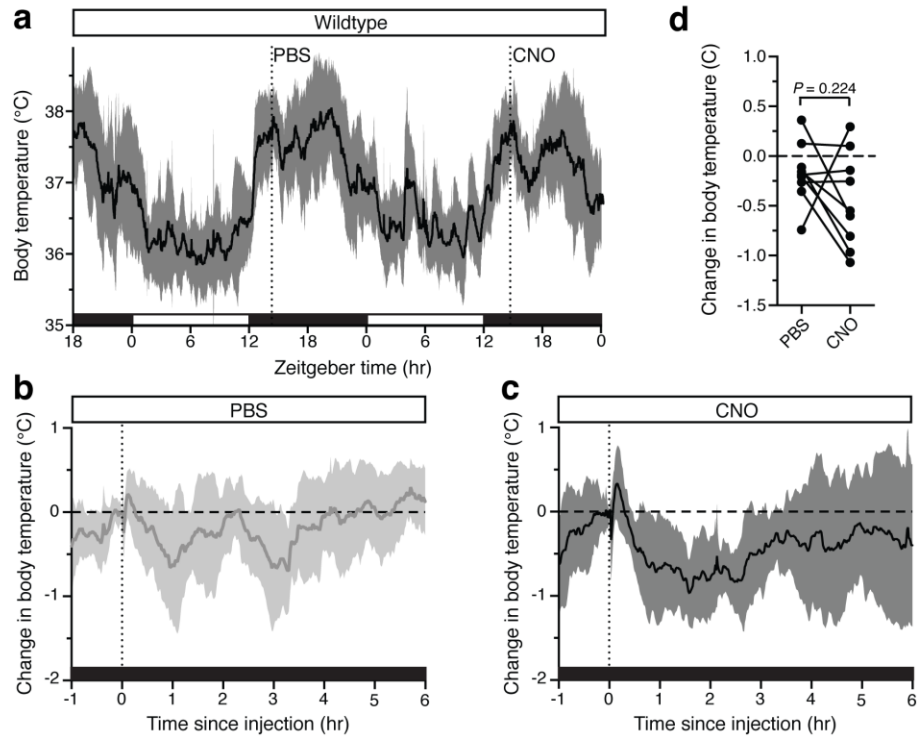 a
Wildtype
PBS
CNO
Body temperature (°C)
38
37
36
35
18 0 6 12 18 0 6 12 18 0
Zeitgeber time (hr)
d
Change in body temperature (C)
1.0
0.5
0.0
-0.5
-1.0
-1.5
P = 0.224
PBS CNO
b
PBS
Change in body temperature (°C)
1
0
-1
-2
-1 0 1 2 3 4 5 6
Time since injection (hr)
c
CNO
Change in body temperature (°C)
1
0
-1
-2
-1 0 1 2 3 4 5 6
Time since injection (hr)